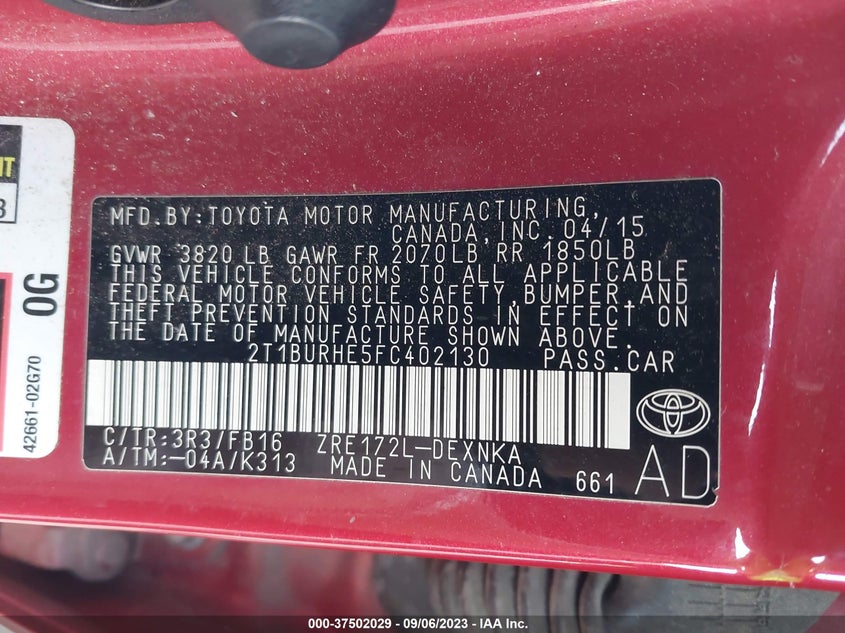 MFD.BY:TOYOTA MOTOR MANUFACTURING,
CANADA,INC. 04/15
GVWR 3820 LB GAWR FR 2070LB RR 1850LB
THIS VEHICLE CONFORMS TO ALL APPLICABLE
FEDERAL MOTOR VEHICLE SAFETY,BUMPER,AND
THEFT PREVENTION STANDARDS IN EFFECT ON
THE DATE OF MANUFACTURE SHOWN ABOVE.
2T1BURHE5FC402130 PASS.CAR
C/TR:3R3/FB16 ZRE172L-DEXNKA
A/TM:-04A/K313 MADE IN CANADA 661
AD
0G
42661-02G70
000-37502029 - 09/06/2023 - © IAA Inc.